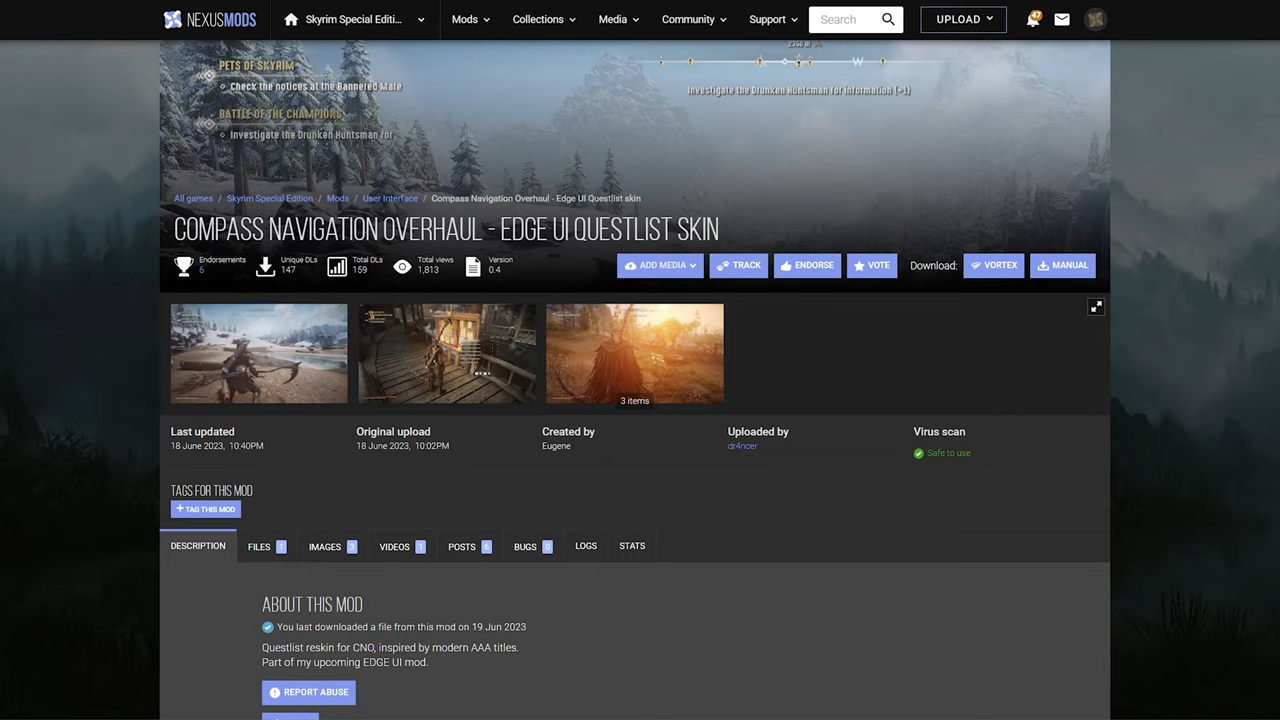 NEXUSMODS
Skyrim Special Editi...
Mods
Collections
Media
Community
Support
Search
UPLOAD
47
PETS OF SKYRIM
Check the notices at the Bannered Mare
BATTLE OF THE CHAMPIONS
Investigate the Drunken Huntsman for
W
Investigate the Drunken Huntsman for information (+1)
All games / Skyrim Special Edition / Mods / User Interface / Compass Navigation Overhaul - Edge UI Questlist skin
COMPASS NAVIGATION OVERHAUL - EDGE UI QUESTLIST SKIN
Endorsements
6
Unique DLs
147
Total DLs
159
Total views
1,813
Version
0.4
ADD MEDIA
TRACK
ENDORSE
VOTE
Download:
VORTEX
MANUAL
3 items
Last updated
18 June 2023, 10:40PM
Original upload
18 June 2023, 10:02PM
Created by
Eugene
Uploaded by
dr4ncer
Virus scan
Safe to use
TAGS FOR THIS MOD
+ TAG THIS MOD
DESCRIPTION
FILES 1
IMAGES 3
VIDEOS 1
POSTS 6
BUGS 0
LOGS
STATS
ABOUT THIS MOD
You last downloaded a file from this mod on 19 Jun 2023
Questlist reskin for CNO, inspired by modern AAA titles.
Part of my upcoming EDGE UI mod.
REPORT ABUSE